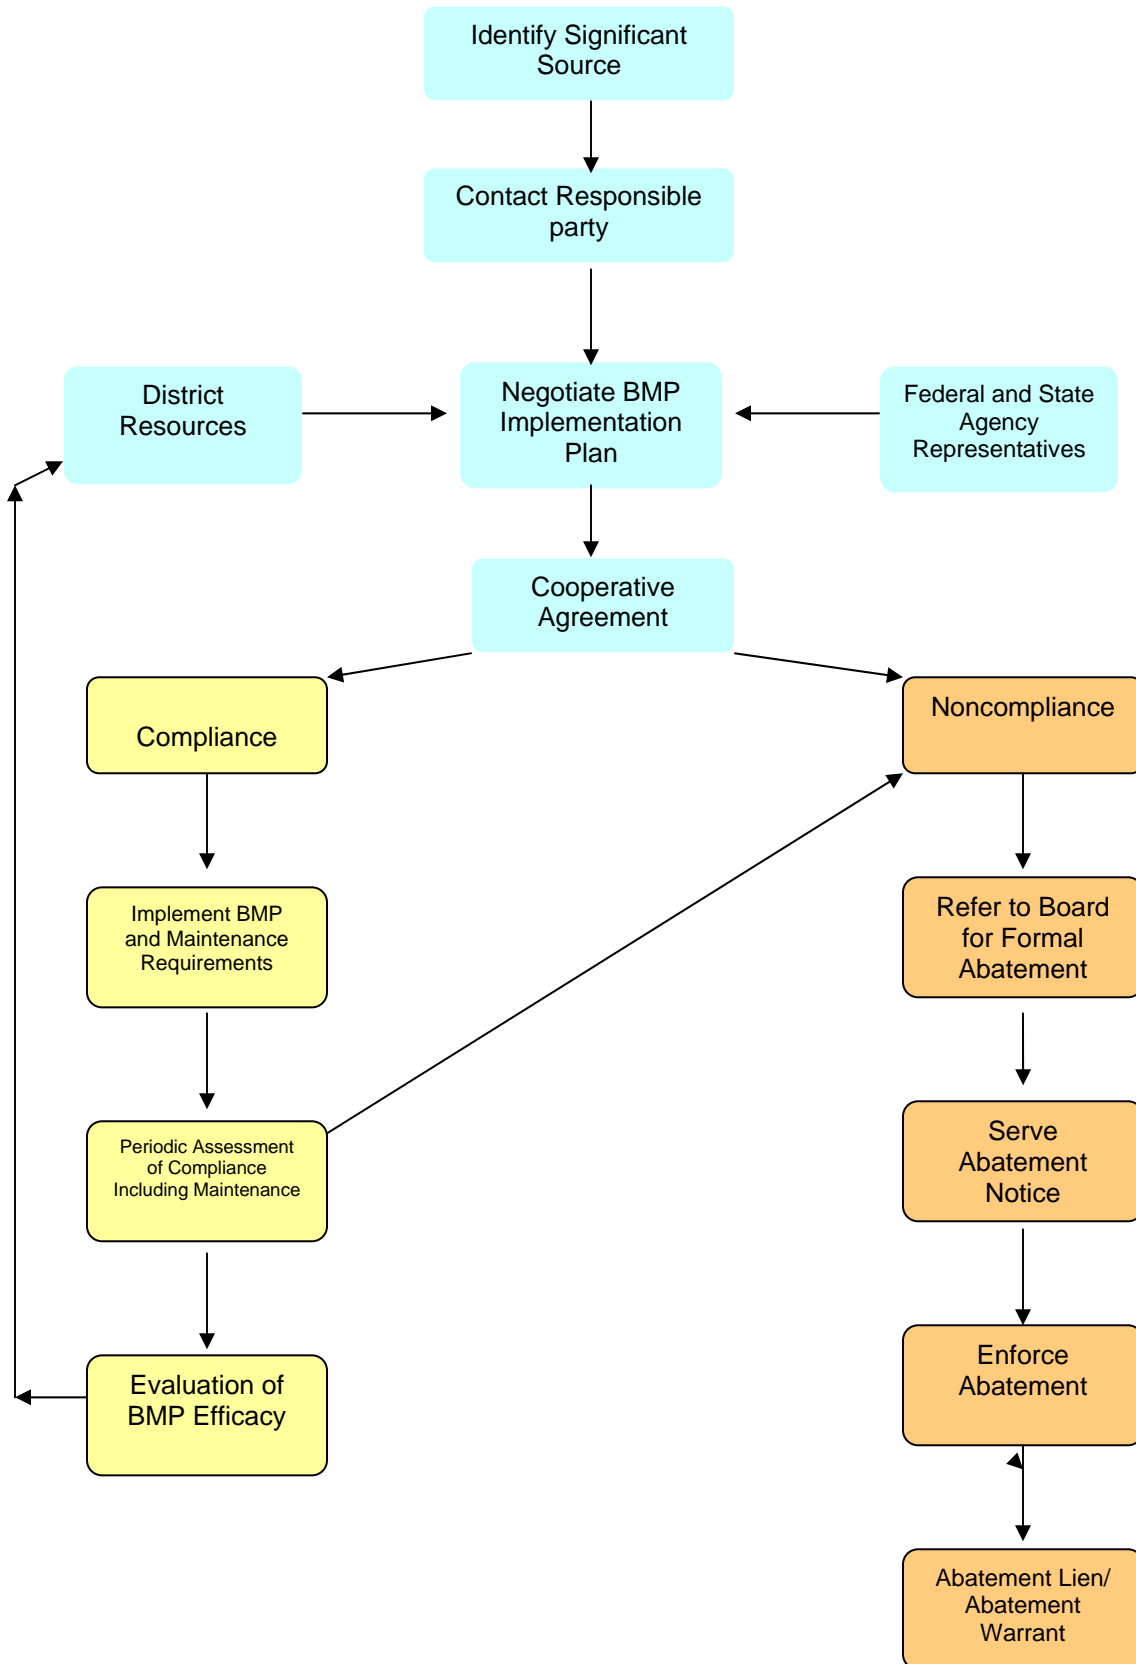 Identify Significant
Source
Contact Responsible
party
District
Resources
Negotiate BMP
Implementation
Plan
Federal and State
Agency
Representatives
Cooperative
Agreement
Compliance
Noncompliance
Implement BMP
and Maintenance
Requirements
Refer to Board
for Formal
Abatement
Periodic Assessment
of Compliance
Including Maintenance
Serve
Abatement
Notice
Evaluation of
BMP Efficacy
Enforce
Abatement
Abatement Lien/
Abatement
Warrant